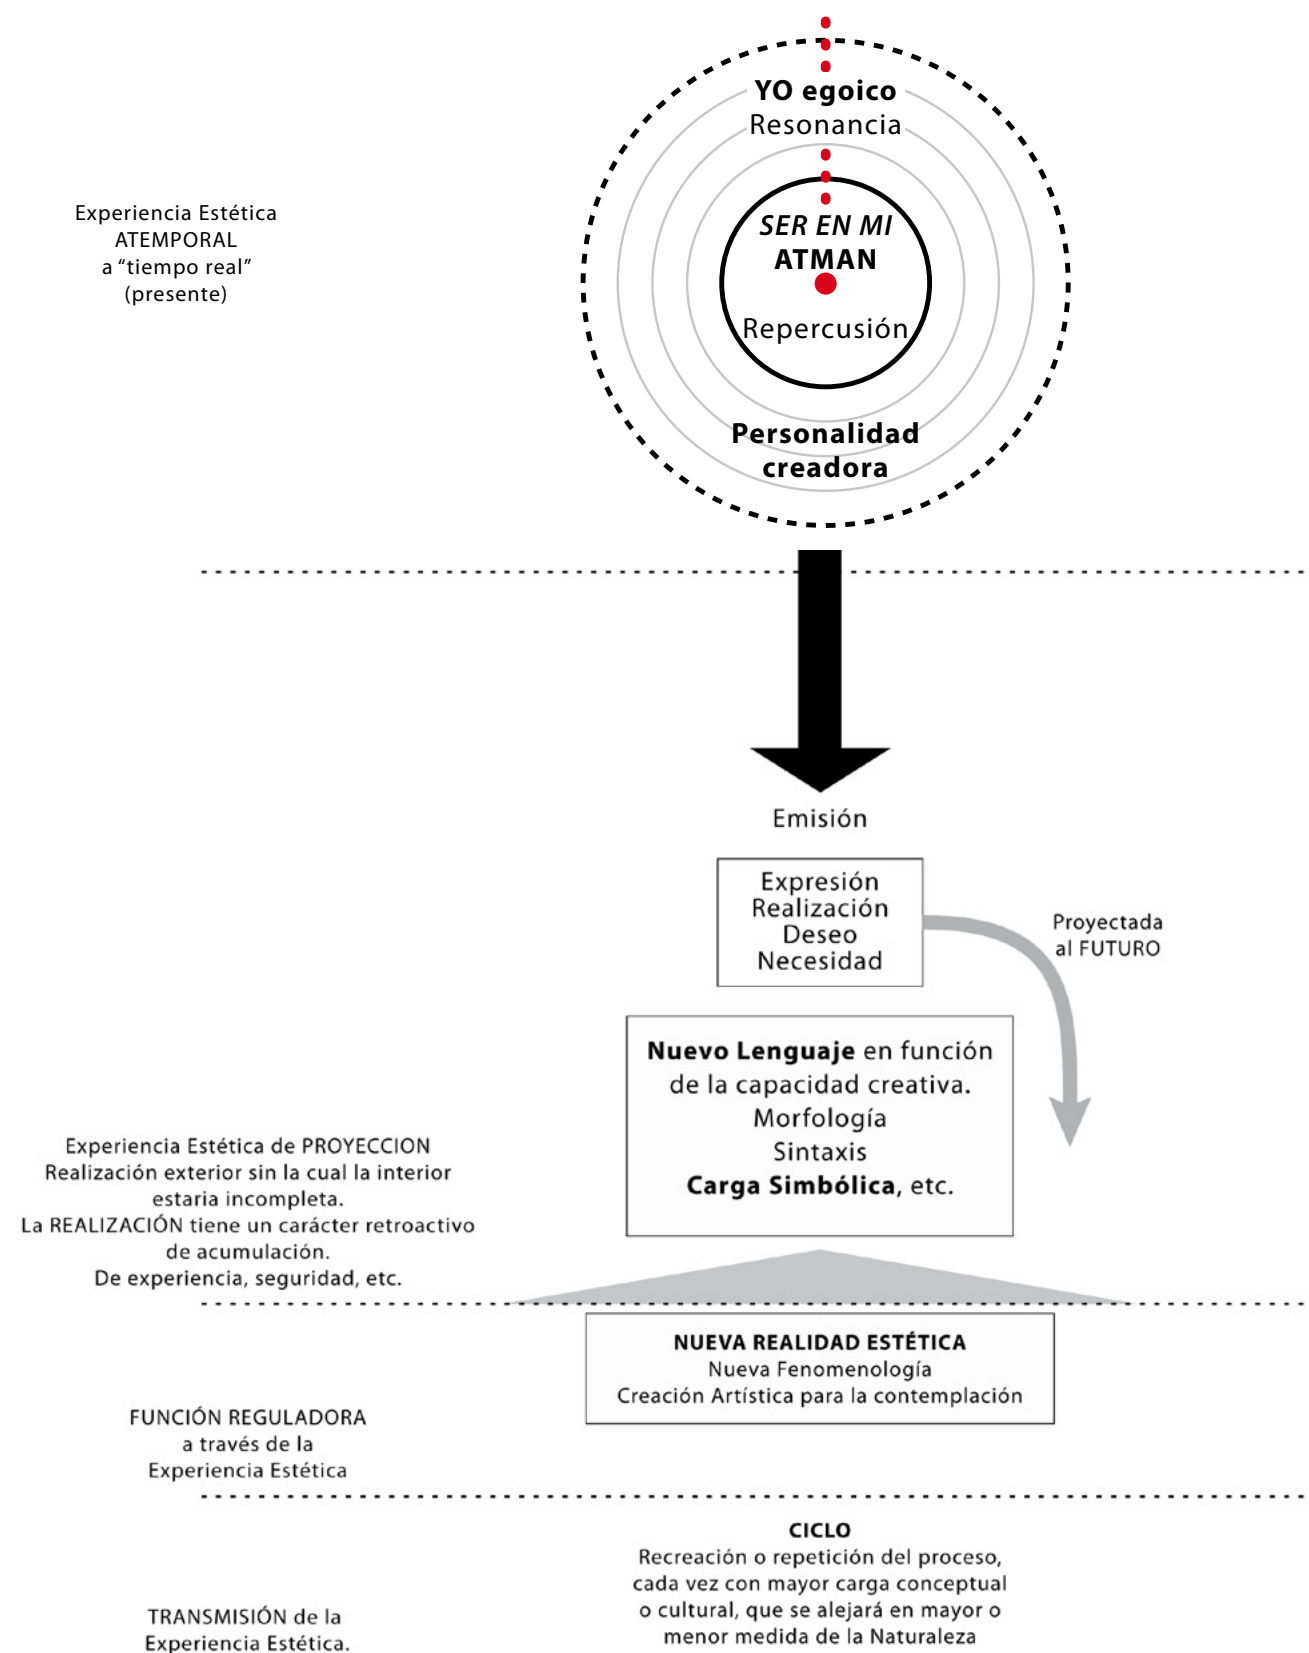 YO egoico
Resonancia
Experiencia Estética
ATEMPORAL
a “tiempo real”
(presente)
SER EN MI
ATMAN
Repercusión
Personalidad
creadora
Emisión
Expresión
Realización
Deseo
Necesidad
Proyectada
al FUTURO
Nuevo Lenguaje en función
de la capacidad creativa.
Morfología
Sintaxis
Carga Simbólica, etc.
Experiencia Estética de PROYECCION
Realización exterior sin la cual la interior
estaria incompleta.
La REALIZACIÓN tiene un carácter retroactivo
de acumulación.
De experiencia, seguridad, etc.
NUEVA REALIDAD ESTÉTICA
Nueva Fenomenología
Creación Artística para la contemplación
FUNCIÓN REGULADORA
a través de la
Experiencia Estética
CICLO
Recreación o repetición del proceso,
cada vez con mayor carga conceptual
o cultural, que se alejará en mayor o
menor medida de la Naturaleza
TRANSMISIÓN de la
Experiencia Estética.